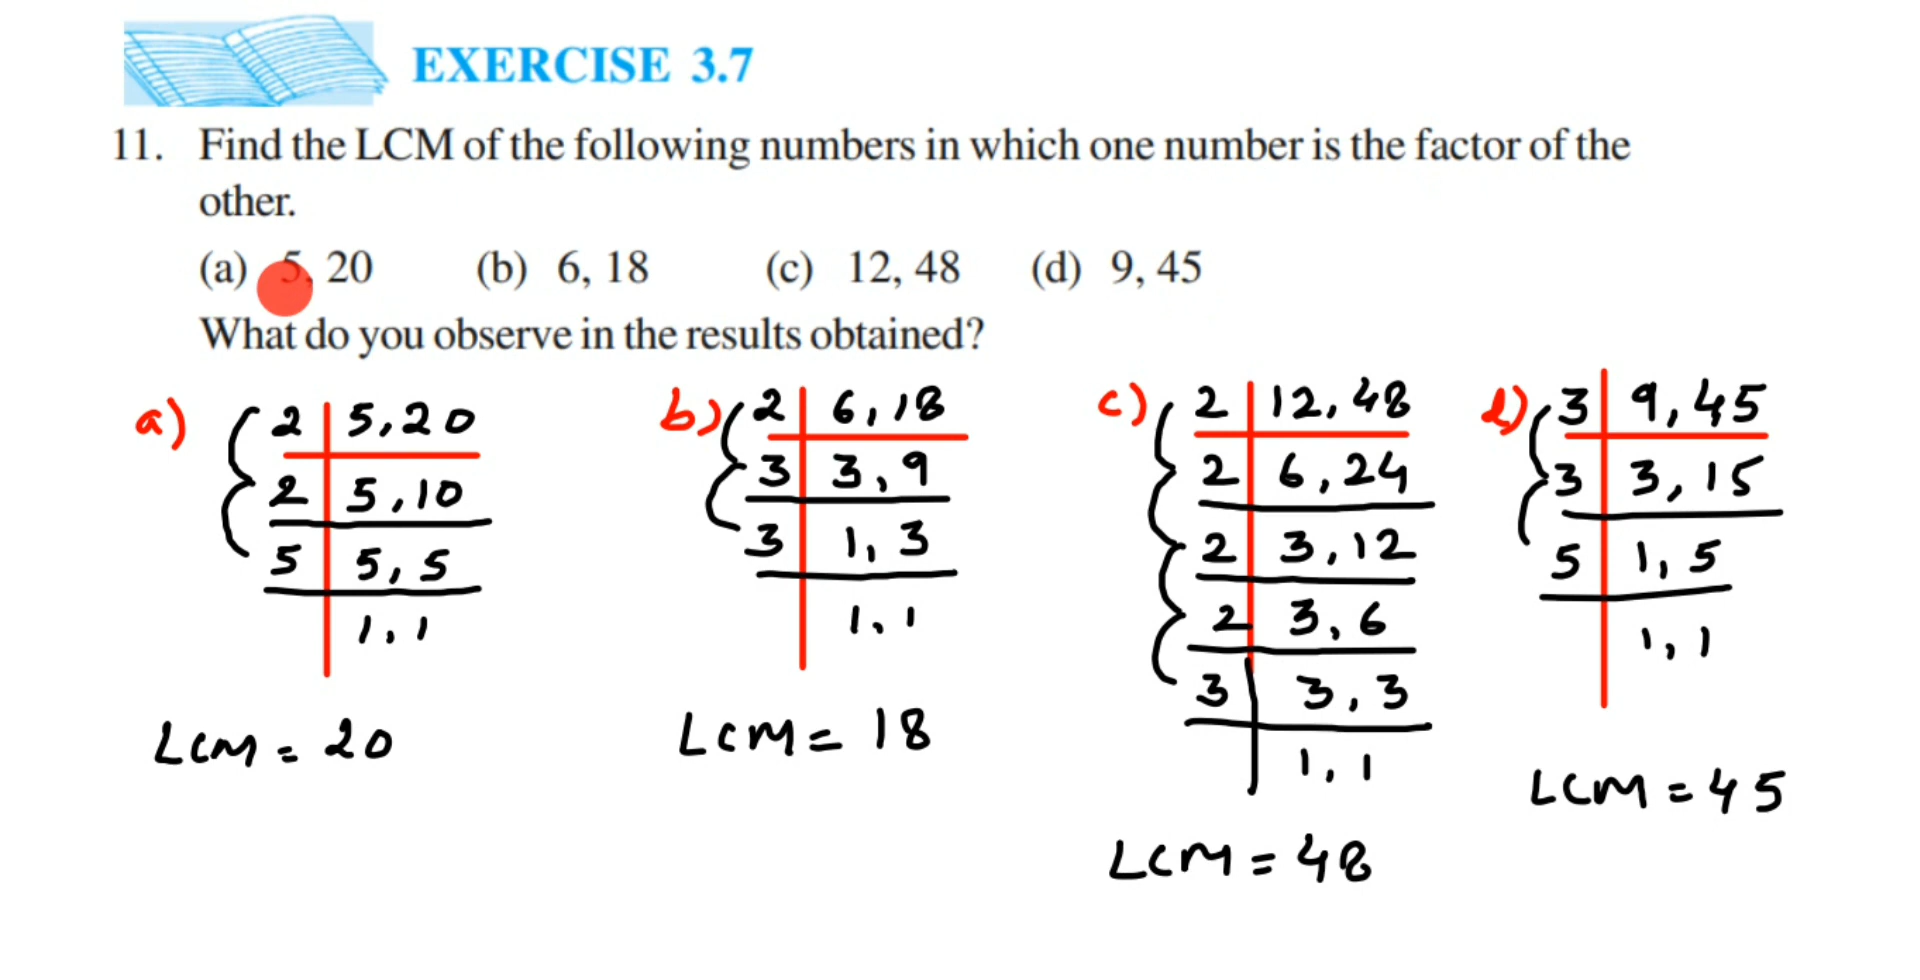 EXERCISE 3.7
11. Find the LCM of the following numbers in which one number is the factor of the
other.
(a) 5, 20 (b) 6, 18 (c) 12, 48 (d) 9, 45
What do you observe in the results obtained?
a)
2 5,20
2 5,10
5 5,5
1,1
LCM = 20
b)
2 6,18
3 3,9
3 1,3
1,1
LCM = 18
c)
2 12,48
2 6,24
2 3,12
2 3,6
3 3,3
1,1
LCM = 48
d)
3 9,45
3 3,15
5 1,5
1,1
LCM = 45